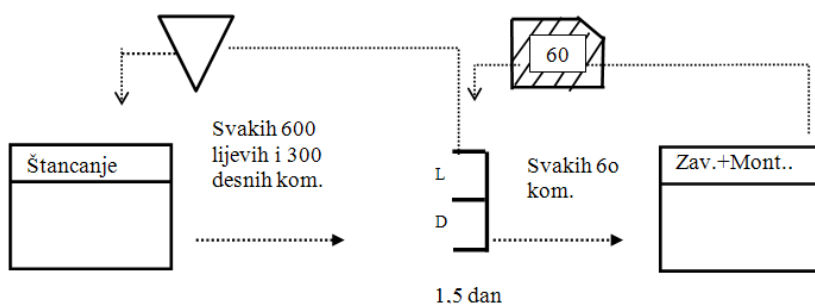 60
Štancanje
Svakih 600
lijevih i 300
desnih kom.
L
D
Svakih 6o
kom.
Zav.+Mont..
1,5 dan